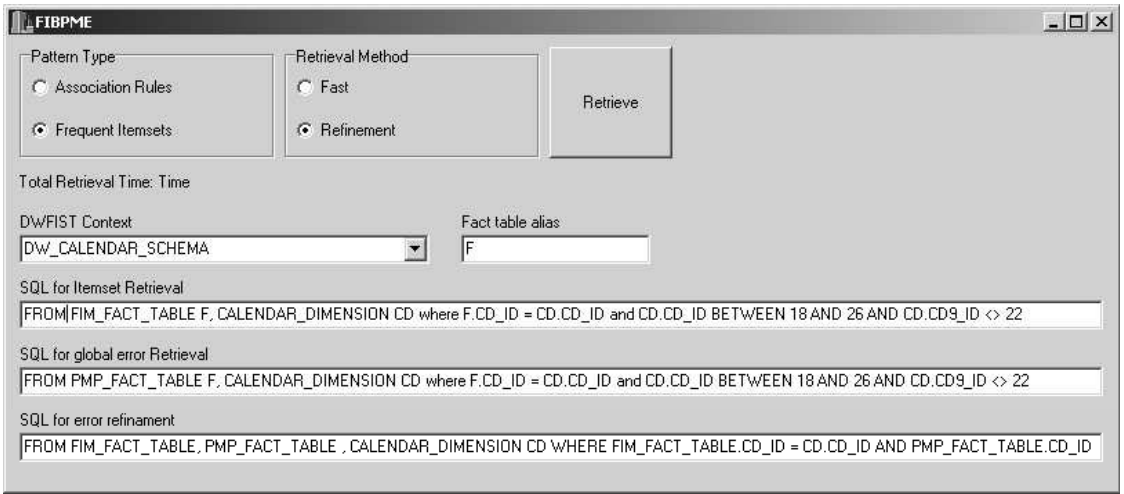 FIBPME
Pattern Type
Retrieval Method
Association Rules
Fast
Retrieve
Frequent Itemsets
Refinement
Total Retrieval Time: Time
DWFIST Context
Fact table alias
DW_CALENDAR_SCHEMA
F
SQL for Itemset Retrieval
FROM FIM_FACT_TABLE F, CALENDAR_DIMENSION CD where F.CD_ID = CD.CD_ID and CD.CD_ID BETWEEN 18 AND 26 AND CD.CD9_ID <> 22
SQL for global error Retrieval
FROM PMP_FACT_TABLE F, CALENDAR_DIMENSION CD where F.CD_ID = CD.CD_ID and CD.CD_ID BETWEEN 18 AND 26 AND CD.CD9_ID <> 22
SQL for error refinament
FROM FIM_FACT_TABLE, PMP_FACT_TABLE , CALENDAR_DIMENSION CD WHERE FIM_FACT_TABLE.CD_ID = CD.CD_ID AND PMP_FACT_TABLE.CD_ID